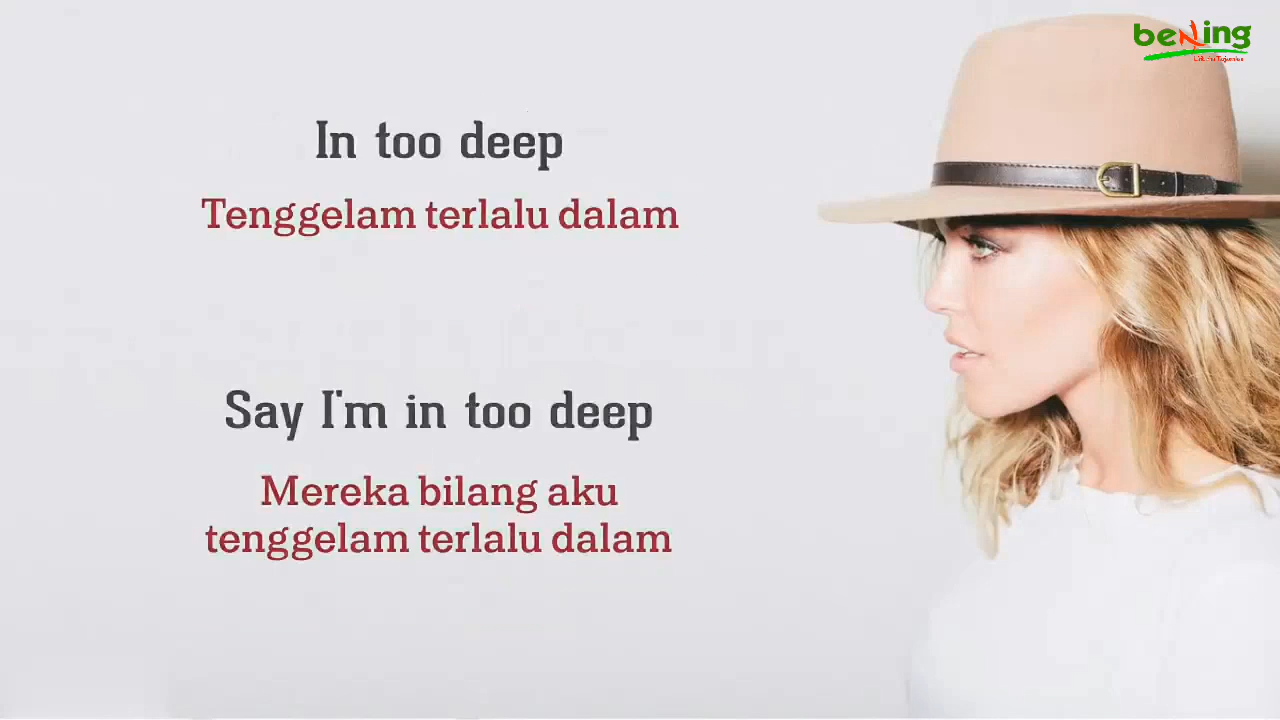 beNing
In too deep
Tenggelam terlalu dalam
Say I'm in too deep
Mereka bilang aku
tenggelam terlalu dalam